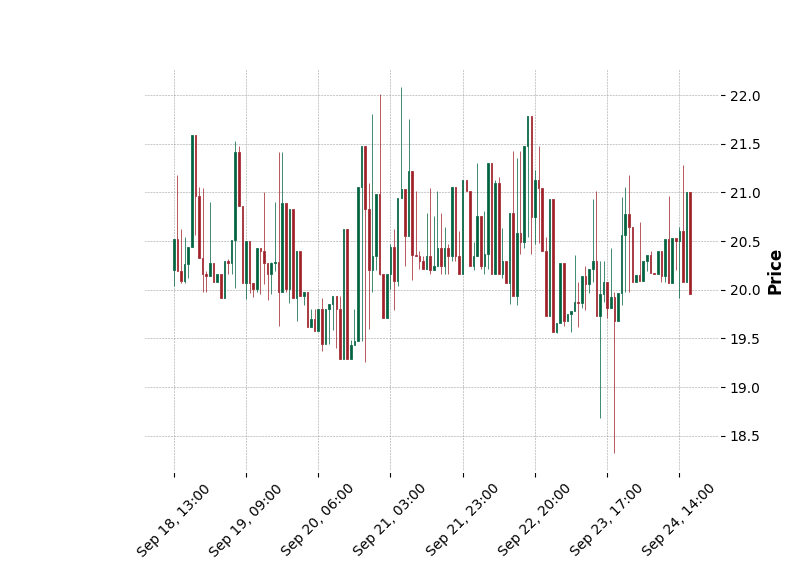 22.0
21.5
21.0
20.5
20.0
19.5
19.0
18.5
Price
Sep 18, 13:00
Sep 19, 09:00
Sep 20, 06:00
Sep 21, 03:00
Sep 21, 23:00
Sep 22, 20:00
Sep 23, 17:00
Sep 24, 14:00